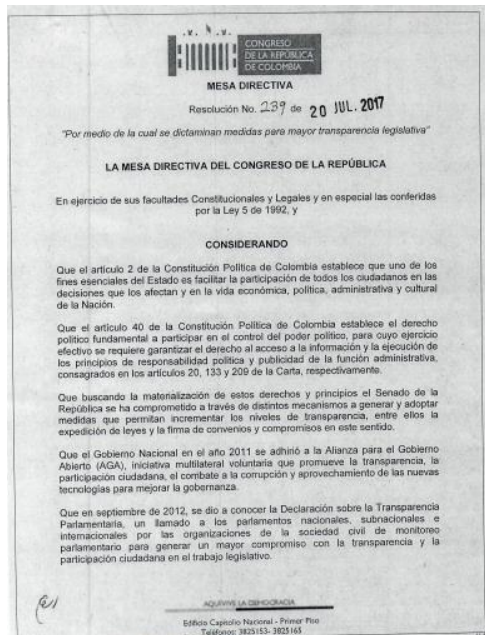 CONGRESO
DE LA REPÚBLICA
DE COLOMBIA
MESA DIRECTIVA
Resolución No. 239 de 20 JUL. 2017
"Por medio de la cual se dictaminan medidas para mayor transparencia legislativa"
LA MESA DIRECTIVA DEL CONGRESO DE LA REPÚBLICA
En ejercicio de sus facultades Constitucionales y Legales y en especial las conferidas
por la Ley 5 de 1992, y
CONSIDERANDO
Que el artículo 2 de la Constitución Política de Colombia establece que uno de los
fines esenciales del Estado es facilitar la participación de todos los ciudadanos en las
decisiones que los afectan y en la vida económica, política, administrativa y cultural
de la Nación.
Que el artículo 40 de la Constitución Política de Colombia establece el derecho
político fundamental a participar en el control del poder político, para cuyo ejercicio
efectivo se requiere garantizar el derecho al acceso a la información y la ejecución de
los principios de responsabilidad política y publicidad de la función administrativa,
consagrados en los artículos 20, 133 y 209 de la Carta, respectivamente.
Que buscando la materialización de estos derechos y principios el Senado de la
República se ha comprometido a través de distintos mecanismos a generar y adoptar
medidas que permitan incrementar los niveles de transparencia, entre ellos la
expedición de leyes y la firma de convenios y compromisos en este sentido.
Que el Gobierno Nacional en el año 2011 se adhirió a la Alianza para el Gobierno
Abierto (AGA), iniciativa multilateral voluntaria que promueve la transparencia, la
participación ciudadana, el combate a la corrupción y aprovechamiento de las nuevas
tecnologías para mejorar la gobernanza.
Que en septiembre de 2012, se dio a conocer la Declaración sobre la Transparencia
Parlamentaria, un llamado a los parlamentos nacionales, subnacionales e
internacionales por las organizaciones de la sociedad civil de monitoreo
parlamentario para generar un mayor compromiso con la transparencia y la
participación ciudadana en el trabajo legislativo.
AQUIVIVE LA DEMOCRACIA
Edificio Capitolio Nacional - Primer Piso
Teléfonos: 3825153- 3825165